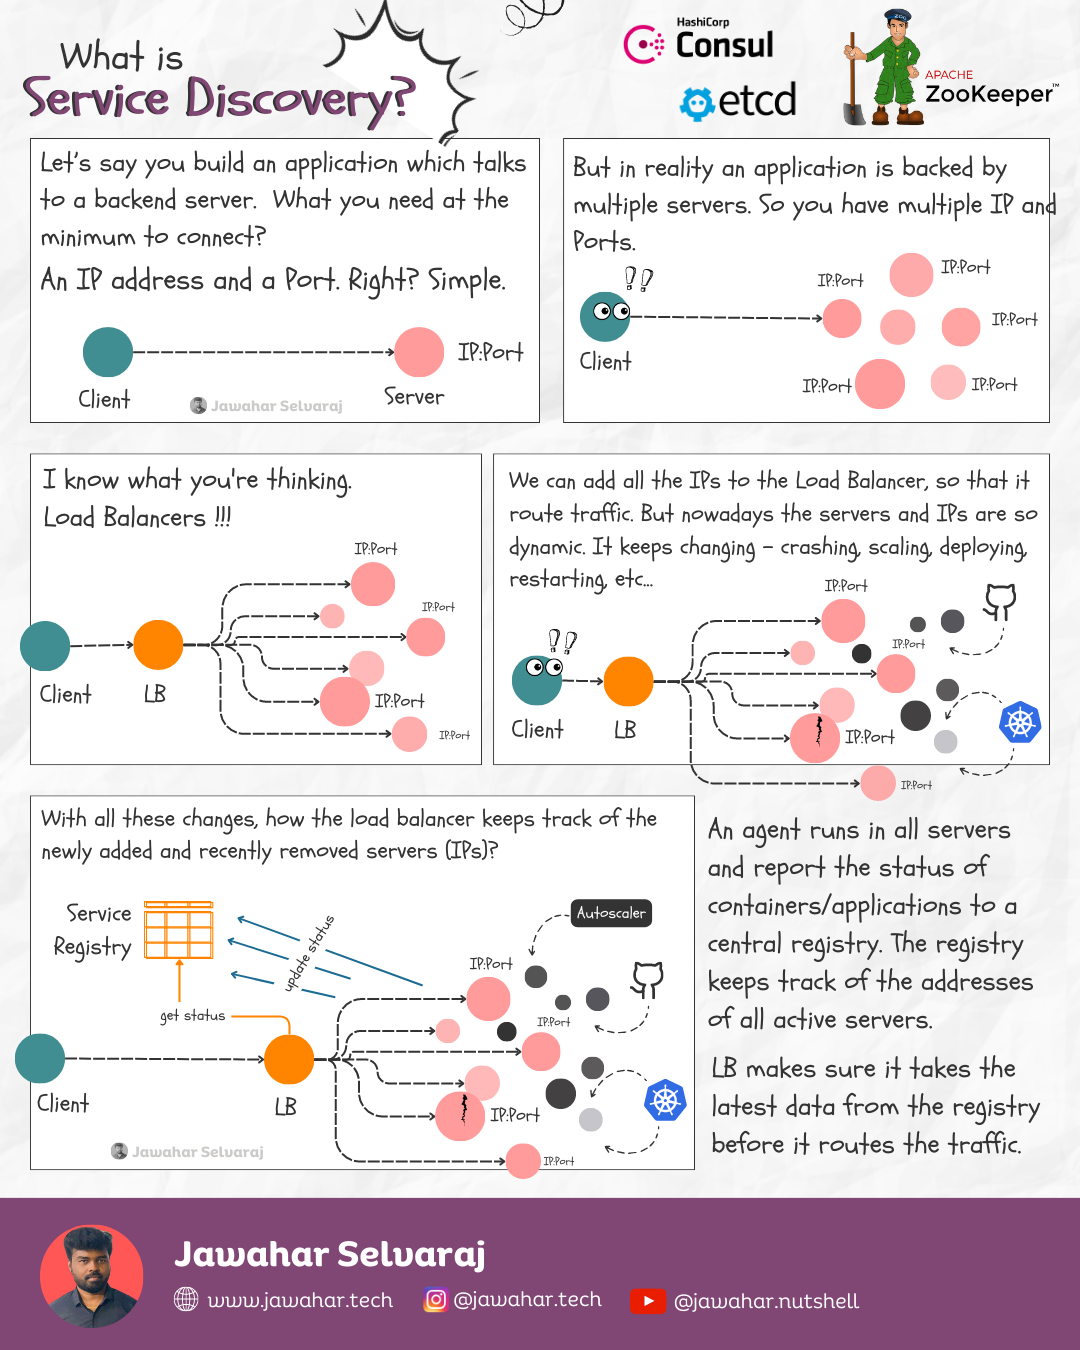 What is
Service Discovery?
HashiCorp
Consul
etcd
ZOO
APACHE
ZooKeeper™
Let's say you build an application which talks
to a backend server. What you need at the
minimum to connect?
An IP address and a Port. Right? Simple.
IP:Port
Client
Server
Jawahar Selvaraj
But in reality an application is backed by
multiple servers. So you have multiple IP and
Ports.
!!
IP:Port
IP:Port
IP:Port
Client
IP:Port
IP:Port
I know what you're thinking.
Load Balancers !!!
IP:Port
IP:Port
Client
LB
IP:Port
IP:Port
We can add all the IPs to the Load Balancer, so that it
route traffic. But nowadays the servers and IPs are so
dynamic. It keeps changing - crashing, scaling, deploying,
restarting, etc...
IP:Port
!!
IP:Port
Client
LB
IP:Port
IP:Port
With all these changes, how the load balancer keeps track of the
newly added and recently removed servers (IPs)?
Service
Registry
update status
Autoscaler
IP:Port
get status
IP:Port
Client
LB
IP:Port
IP:Port
Jawahar Selvaraj
An agent runs in all servers
and report the status of
containers/applications to a
central registry. The registry
keeps track of the addresses
of all active servers.
LB makes sure it takes the
latest data from the registry
before it routes the traffic.
Jawahar Selvaraj
www.jawahar.tech
@jawahar.tech
@jawahar.nutshell